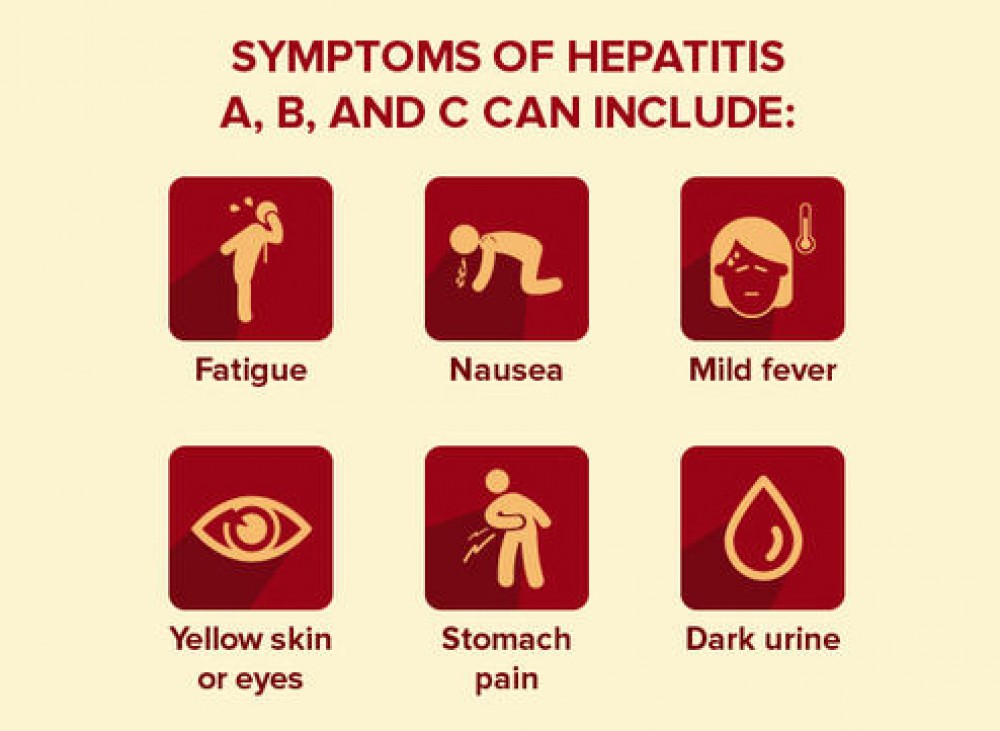 SYMPTOMS OF HEPATITIS
A, B, AND C CAN INCLUDE:
Fatigue
Nausea
Mild fever
Yellow skin
or eyes
Stomach
pain
Dark urine